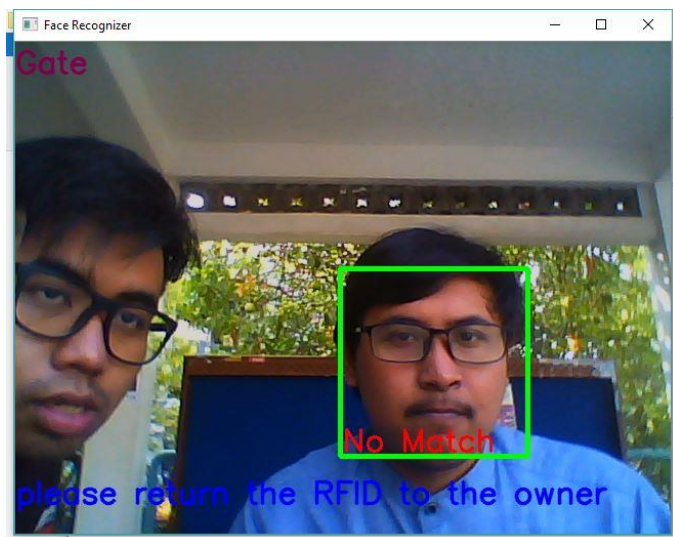 Face Recognizer
Gate
No Match
please return the RFID to the owner